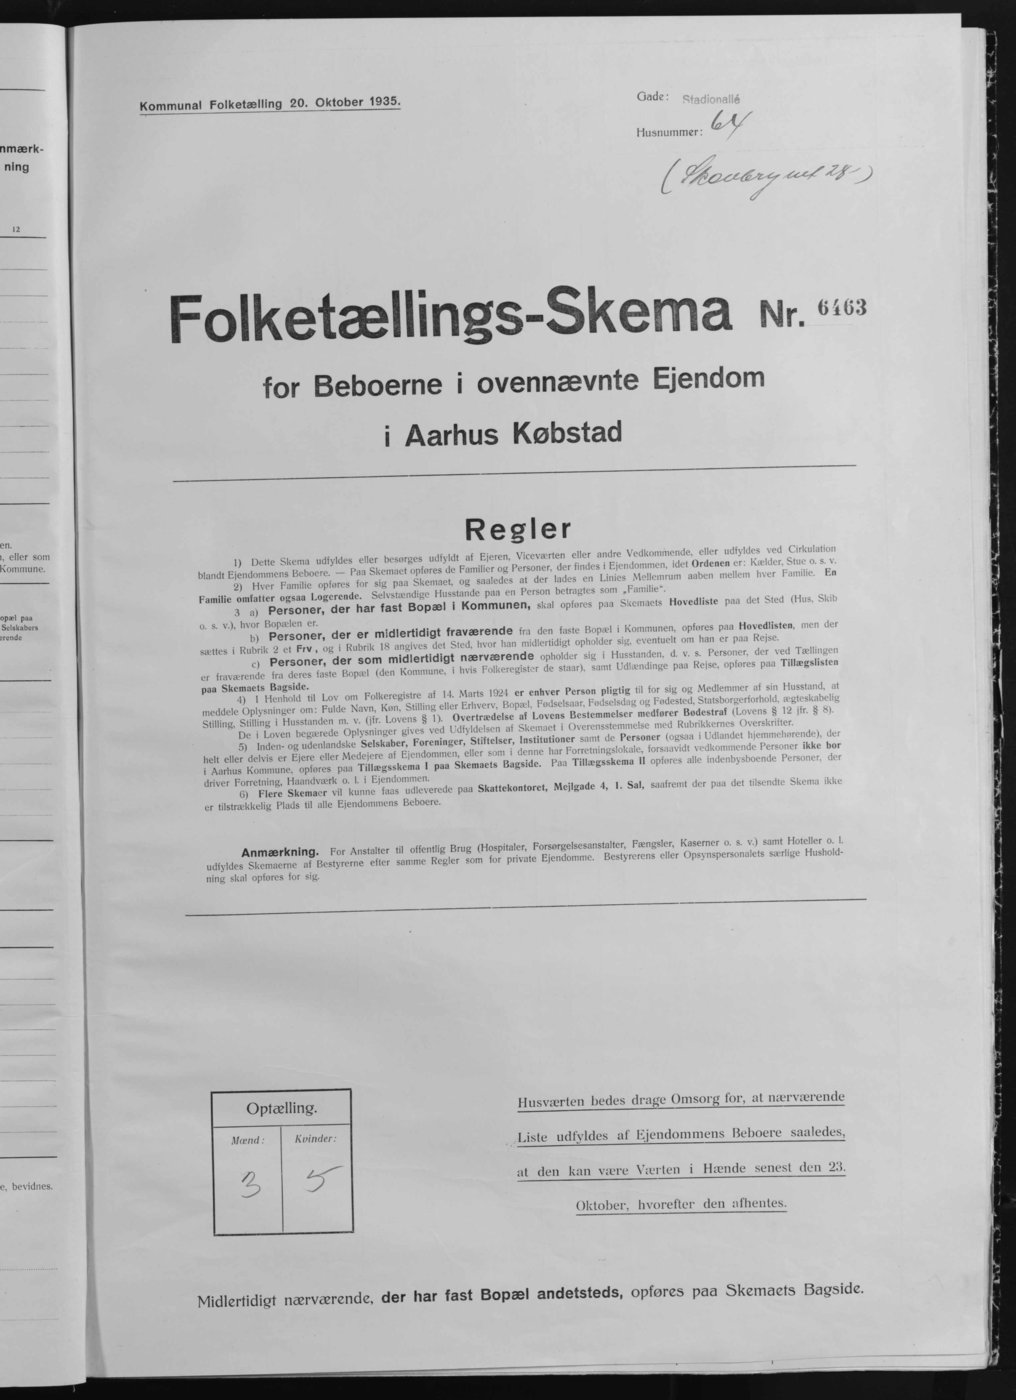 nmærk-
ning
12
en.
, eller som
Kommune.
opæl paa
Selskabers
erende
e, bevidnes.
Kommunal Folketælling 20. Oktober 1935.
Gade: Stadionallé
Husnummer: 64
(Skovbrynet 28)
Folketællings-Skema Nr. 6463
for Beboerne i ovennævnte Ejendom
i Aarhus Købstad
Regler
1) Dette Skema udfyldes eller besørges udfyldt af Ejeren, Viceværten eller andre Vedkommende, eller udfyldes ved Cirkulation
blandt Ejendommens Beboere. — Paa Skemaet opføres de Familier og Personer, der findes i Ejendommen, idet Ordenen er: Kælder, Stue o. s. v.
2) Hver Familie opføres for sig paa Skemaet, og saaledes at der lades en Linies Mellemrum aaben mellem hver Familie. En
Familie omfatter ogsaa Logerende. Selvstændige Husstande paa en Person betragtes som „Familie“.
3 a) Personer, der har fast Bopæl i Kommunen, skal opføres paa Skemaets Hovedliste paa det Sted (Hus, Skib
o. s. v.), hvor Bopælen er.
b) Personer, der er midlertidigt fraværende fra den faste Bopæl i Kommunen, opføres paa Hovedlisten, men der
sættes i Rubrik 2 et Frv., og i Rubrik 18 angives det Sted, hvor han midlertidigt opholder sig, eventuelt om han er paa Rejse.
c) Personer, der som midlertidigt nærværende opholder sig i Husstanden, d. v. s. Personer, der ved Tællingen
er fraværende fra deres faste Bopæl (den Kommune, i hvis Folkeregister de staar), samt Udlændinge paa Rejse, opføres paa Tillægslisten
paa Skemaets Bagside.
4) I Henhold til Lov om Folkeregistre af 14. Marts 1924 er enhver Person pligtig til for sig og Medlemmer af sin Husstand, at
meddele Oplysninger om: Fulde Navn, Køn, Stilling eller Erhverv, Bopæl, Fødselsaar, Fødselsdag og Fødested, Statsborgerforhold, ægteskabelig
Stilling, Stilling i Husstanden m. v. (jfr. Lovens § 1). Overtrædelse af Lovens Bestemmelser medfører Bødestraf (Lovens § 12 jfr. § 8).
De i Loven begærede Oplysninger gives ved Udfyldelsen af Skemaet i Overensstemmelse med Rubrikkernes Overskrifter.
5) Inden- og udenlandske Selskaber, Foreninger, Stiftelser, Institutioner samt de Personer (ogsaa i Udlandet hjemmehørende), der
helt eller delvis er Ejere eller Medejere af Ejendommen, eller som i denne har Forretningslokale, forsaavidt vedkommende Personer ikke bor
i Aarhus Kommune, opføres paa Tillægsskema I paa Skemaets Bagside. Paa Tillægsskema II opføres alle indenbysboende Personer, der
driver Forretning, Haandværk o. l. i Ejendommen.
6) Flere Skemaer vil kunne faas udleverede paa Skattekontoret, Mejlgade 4, 1. Sal, saafremt der paa det tilsendte Skema ikke
er tilstrækkelig Plads til alle Ejendommens Beboere.
Anmærkning. For Anstalter til offentlig Brug (Hospitaler, Forsørgelsesanstalter, Fængsler, Kaserner o. s. v.) samt Hoteller o. l.
udfyldes Skemaerne af Bestyrerne efter samme Regler som for private Ejendomme. Bestyrerens eller Opsynspersonalets særlige Hushold-
ning skal opføres for sig.
Optælling.
Mænd: Kvinder:
3 5
Husværten bedes drage Omsorg for, at nærværende
Liste udfyldes af Ejendommens Beboere saaledes,
at den kan være Værten i Hænde senest den 23.
Oktober, hvorefter den afhentes.
Midlertidigt nærværende, der har fast Bopæl andetsteds, opføres paa Skemaets Bagside.